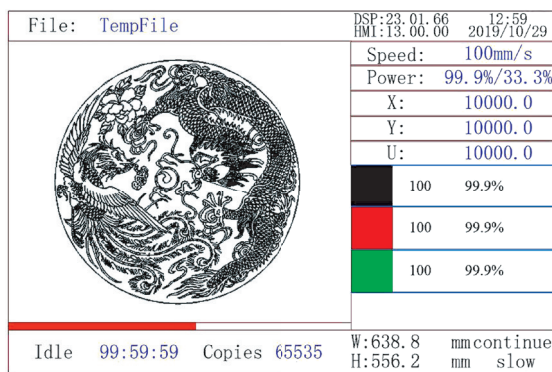 File: TempFile
DSP:23.01.66 12:59
HMI:13.00.00 2019/10/29
Speed: 100mm/s
Power: 99.9%/33.3%
X: 10000.0
Y: 10000.0
U: 10000.0
100 99.9%
100 99.9%
100 99.9%
Idle 99:59:59 Copies 65535
W:638.8 mm continue
H:556.2 mm slow